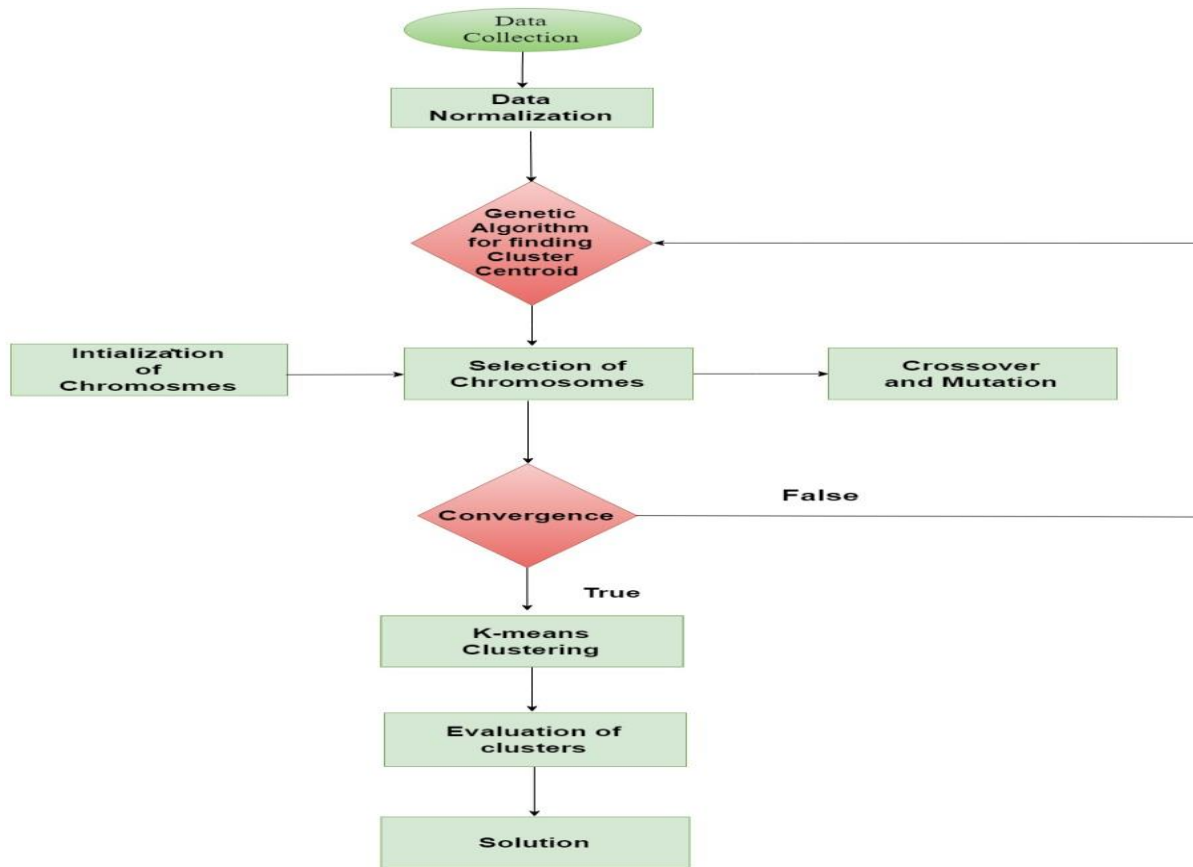 Data
Collection
Data
Normalization
Genetic
Algorithm
for finding
Cluster
Centroid
Intialization
of
Chromosmes
Selection of
Chromosomes
Crossover
and Mutation
Convergence
False
True
K-means
Clustering
Evaluation of
clusters
Solution